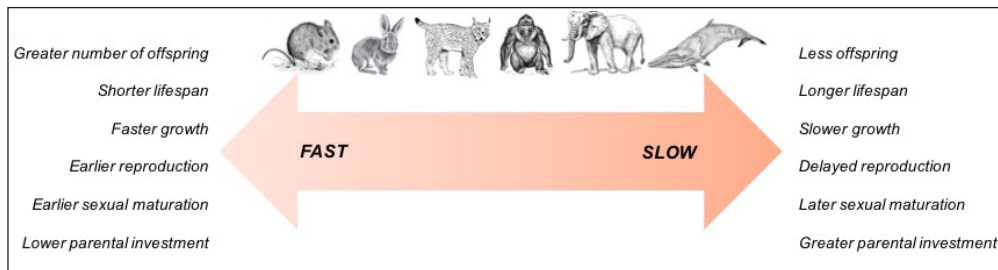 Greater number of offspring
Shorter lifespan
Faster growth
Earlier reproduction
Earlier sexual maturation
Lower parental investment
FAST
SLOW
Less offspring
Longer lifespan
Slower growth
Delayed reproduction
Later sexual maturation
Greater parental investment